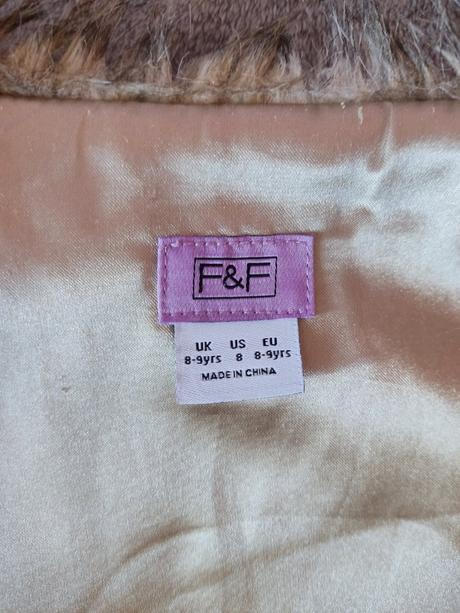 F&F
UK US EU
8-9yrs 8 8-9yrs
MADE IN CHINA